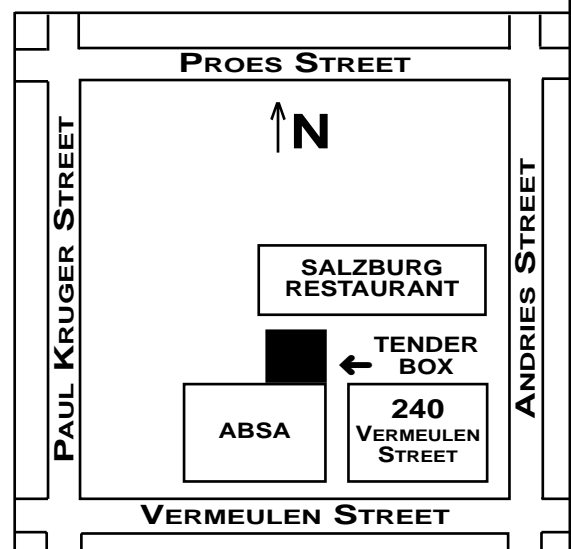 PROES STREET
N
PAUL KRUGER STREET
ANDRIES STREET
SALZBURG
RESTAURANT
TENDER
BOX
ABSA
240
VERMEULEN
STREET
VERMEULEN STREET